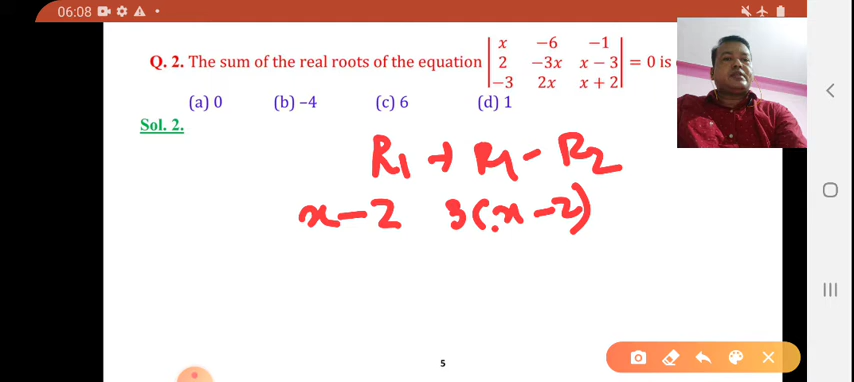 06:08
Q. 2. The sum of the real roots of the equation | x −6 −1 | = 0 is
| 2 −3x x − 3 |
| −3 2x x + 2 |
(a) 0 (b) –4 (c) 6 (d) 1
Sol. 2.
R1 → R1 − R2
x − 2 3(x − 2)
5